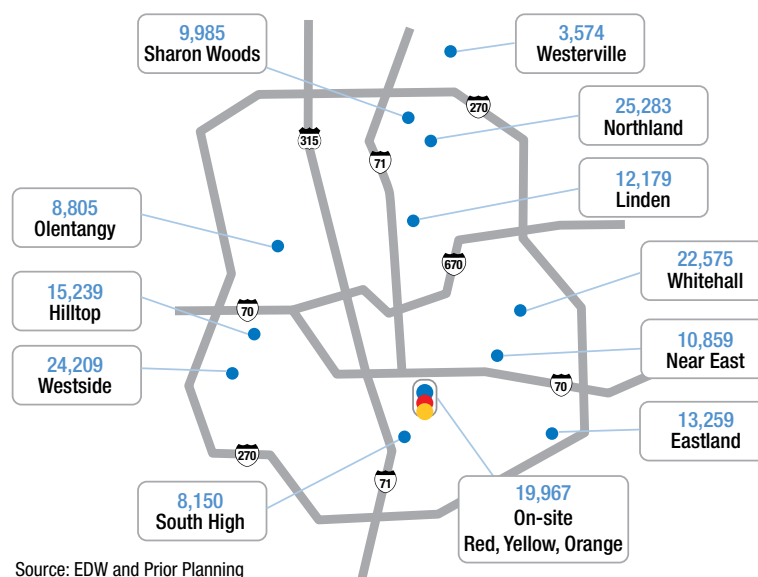 9,985
Sharon Woods
3,574
Westerville
270
25,283
Northland
315
71
12,179
Linden
8,805
Olentangy
670
22,575
Whitehall
15,239
Hilltop
70
10,859
Near East
24,209
Westside
70
13,259
Eastland
270
71
8,150
South High
19,967
On-site
Red, Yellow, Orange
Source: EDW and Prior Planning